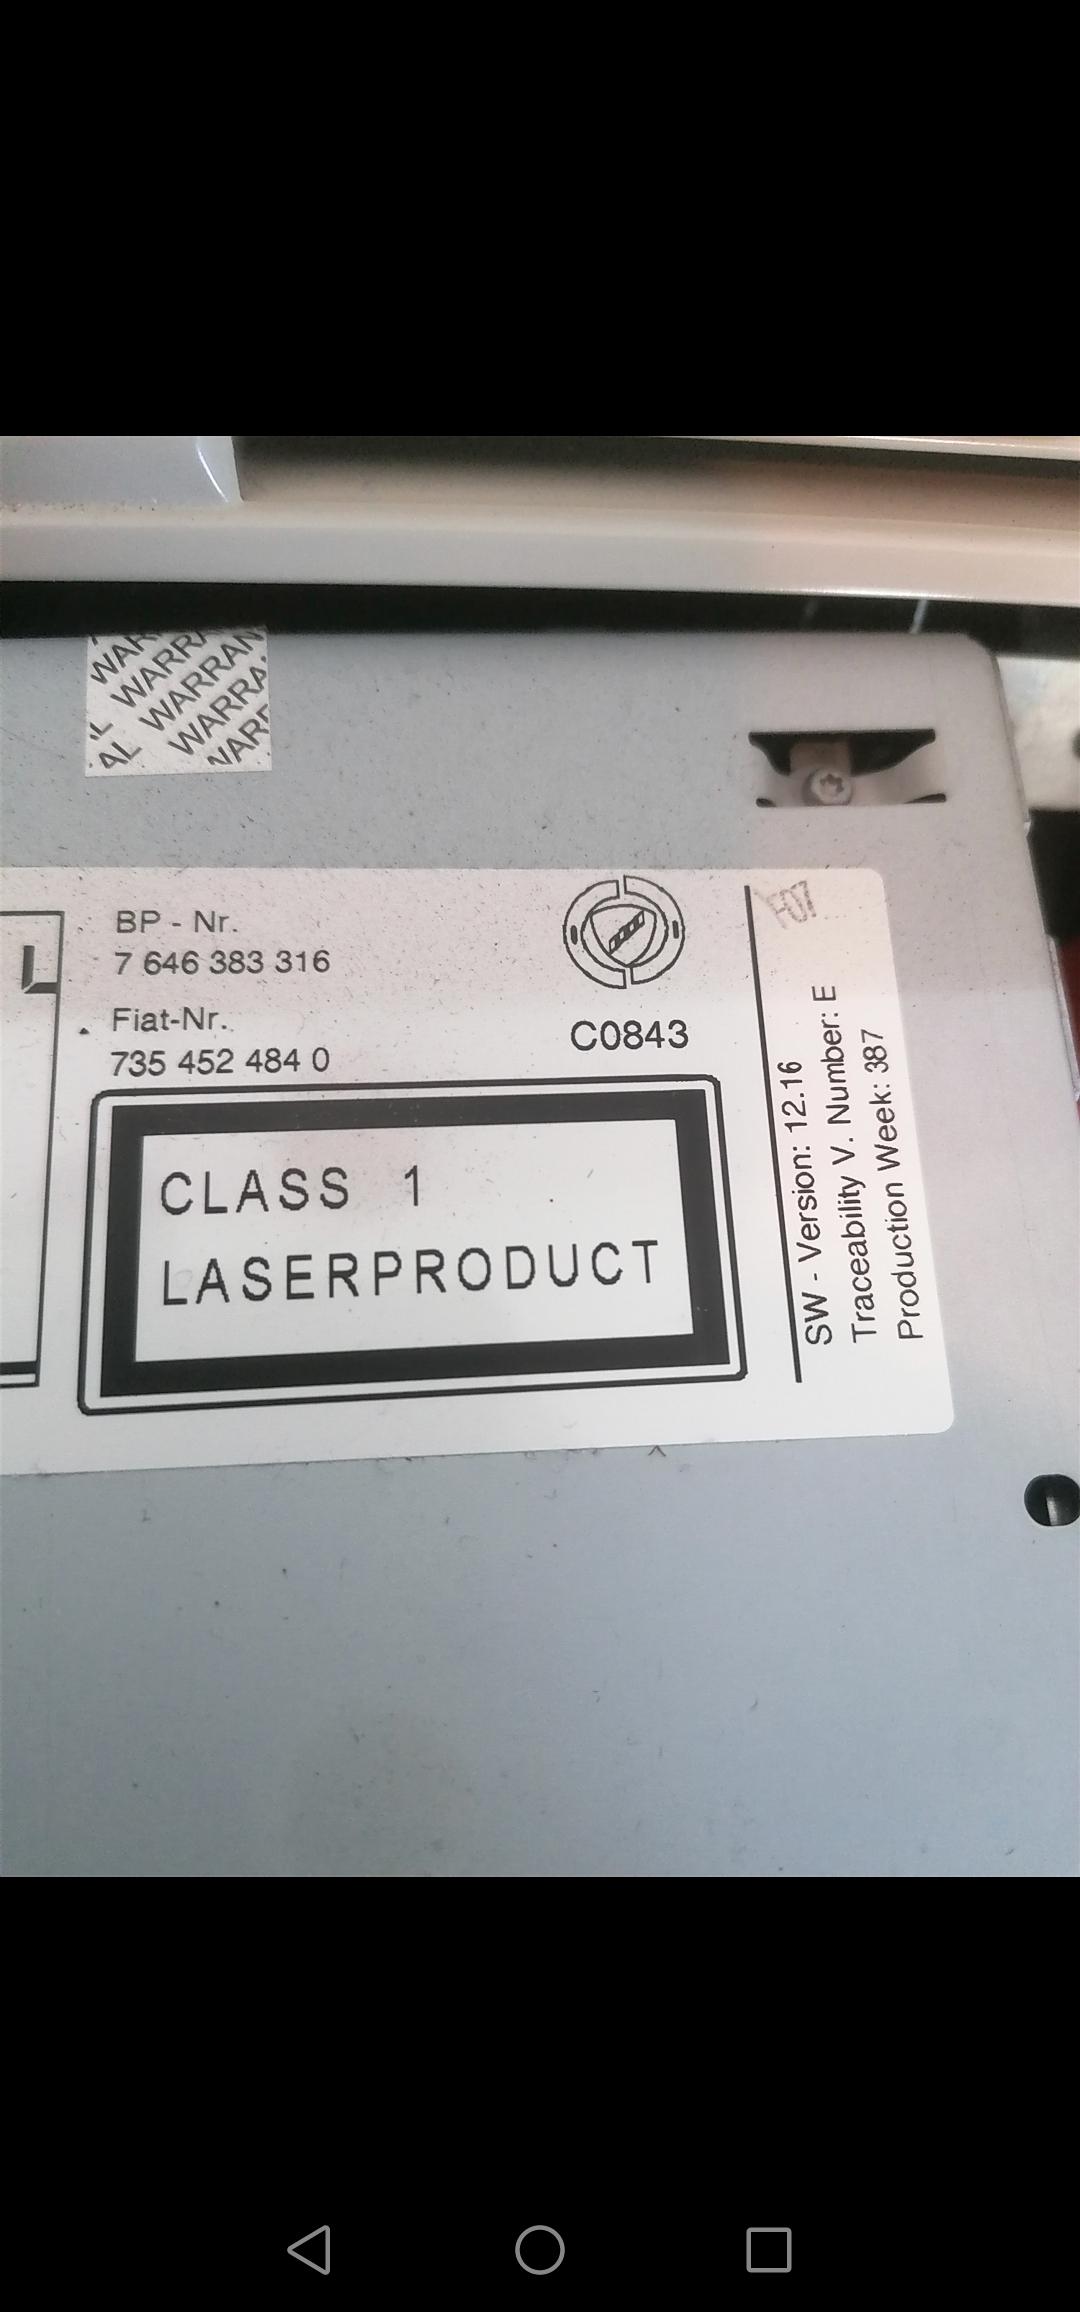 WARRAN
AL WARRAN
WARRA
BP - Nr.
7 646 383 316
Fiat-Nr.
735 452 484 0
C0843
CLASS 1
LASERPRODUCT
SW - Version: 12.16
Traceability V. Number: E
Production Week: 387